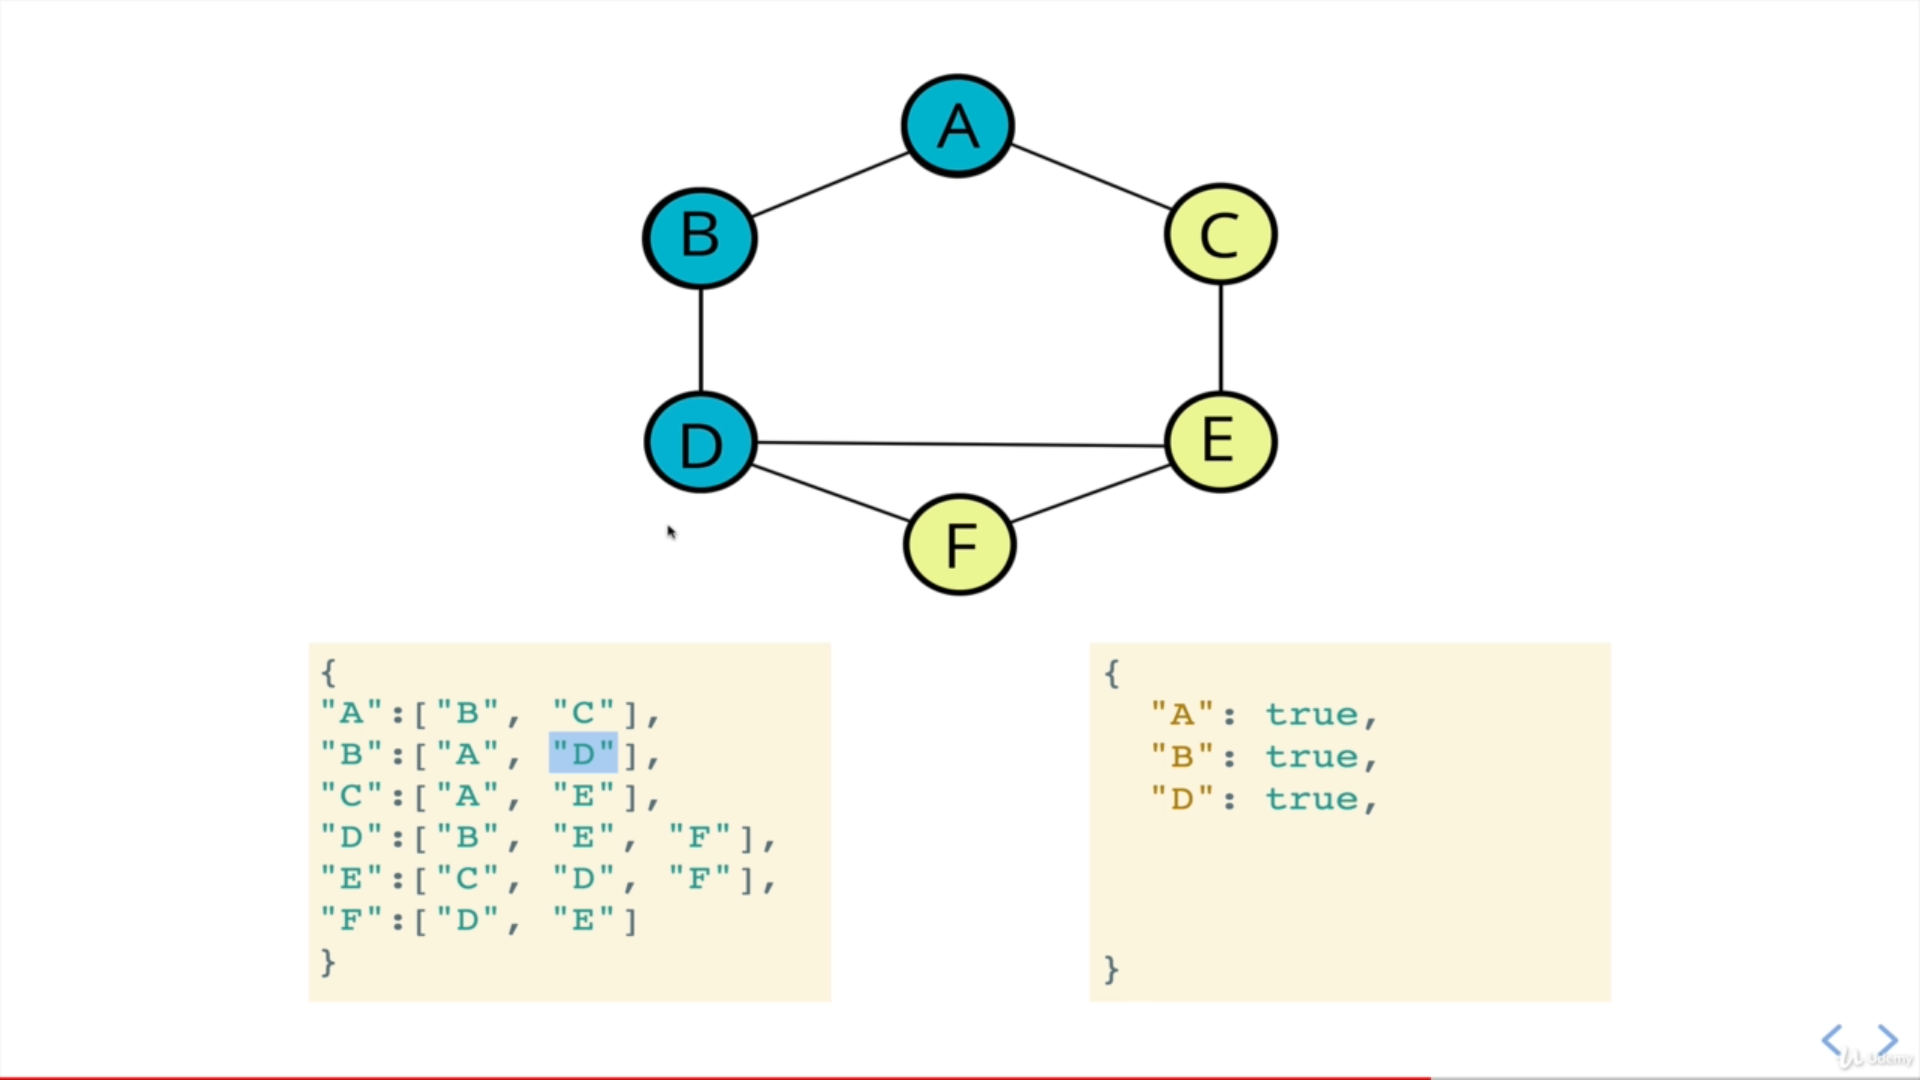 A
B
C
D
E
F
{
"A":["B", "C"],
"B":["A", "D"],
"C":["A", "E"],
"D":["B", "E", "F"],
"E":["C", "D", "F"],
"F":["D", "E"]
}
{
"A": true,
"B": true,
"D": true,
}
Udemy